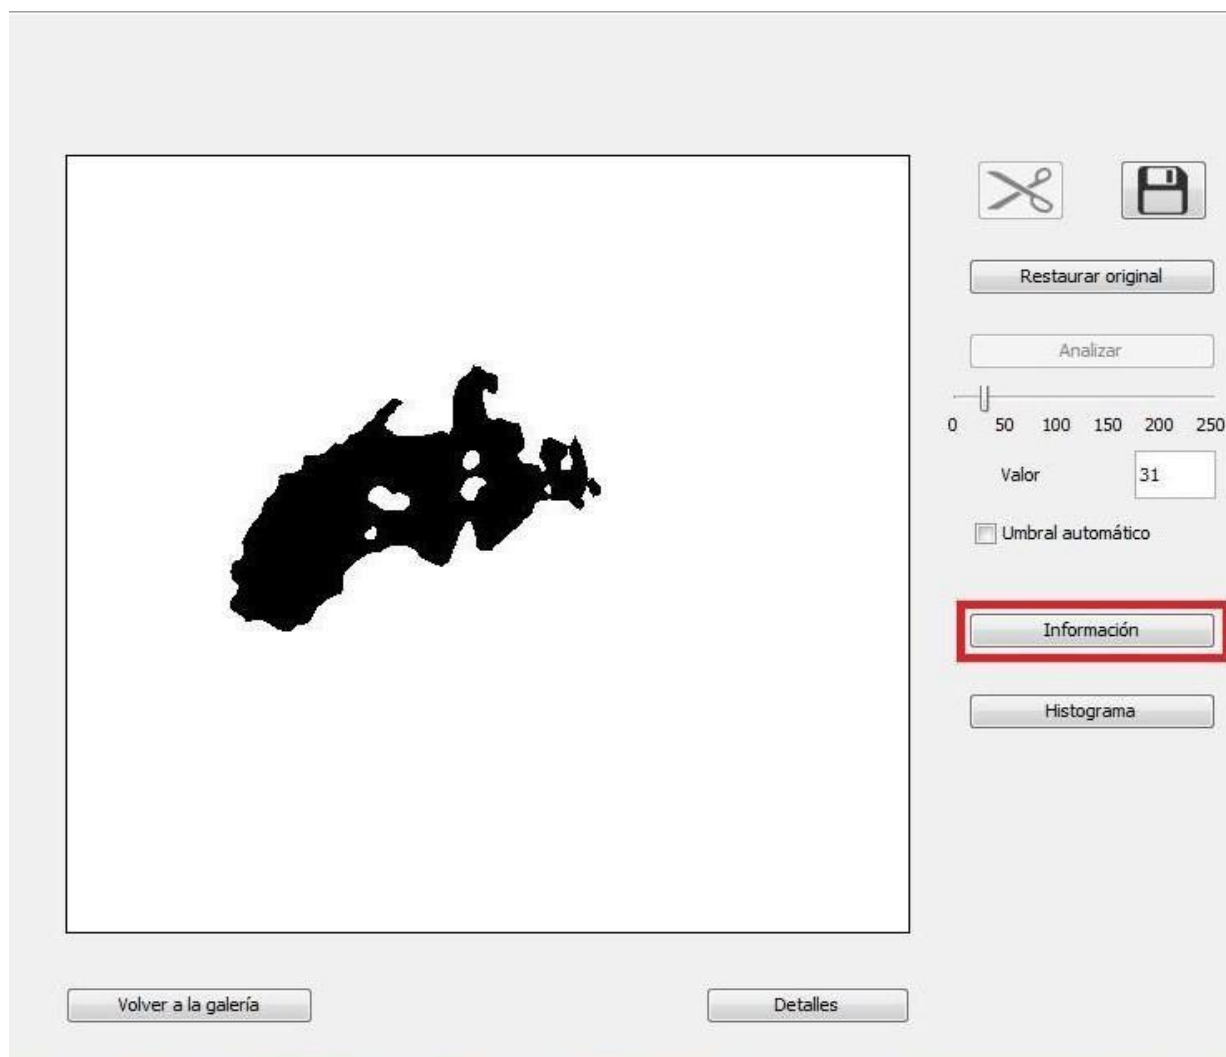 Restaurar original
Analizar
0 50 100 150 200 250
Valor 31
Umbral automático
Información
Histograma
Volver a la galería Detalles